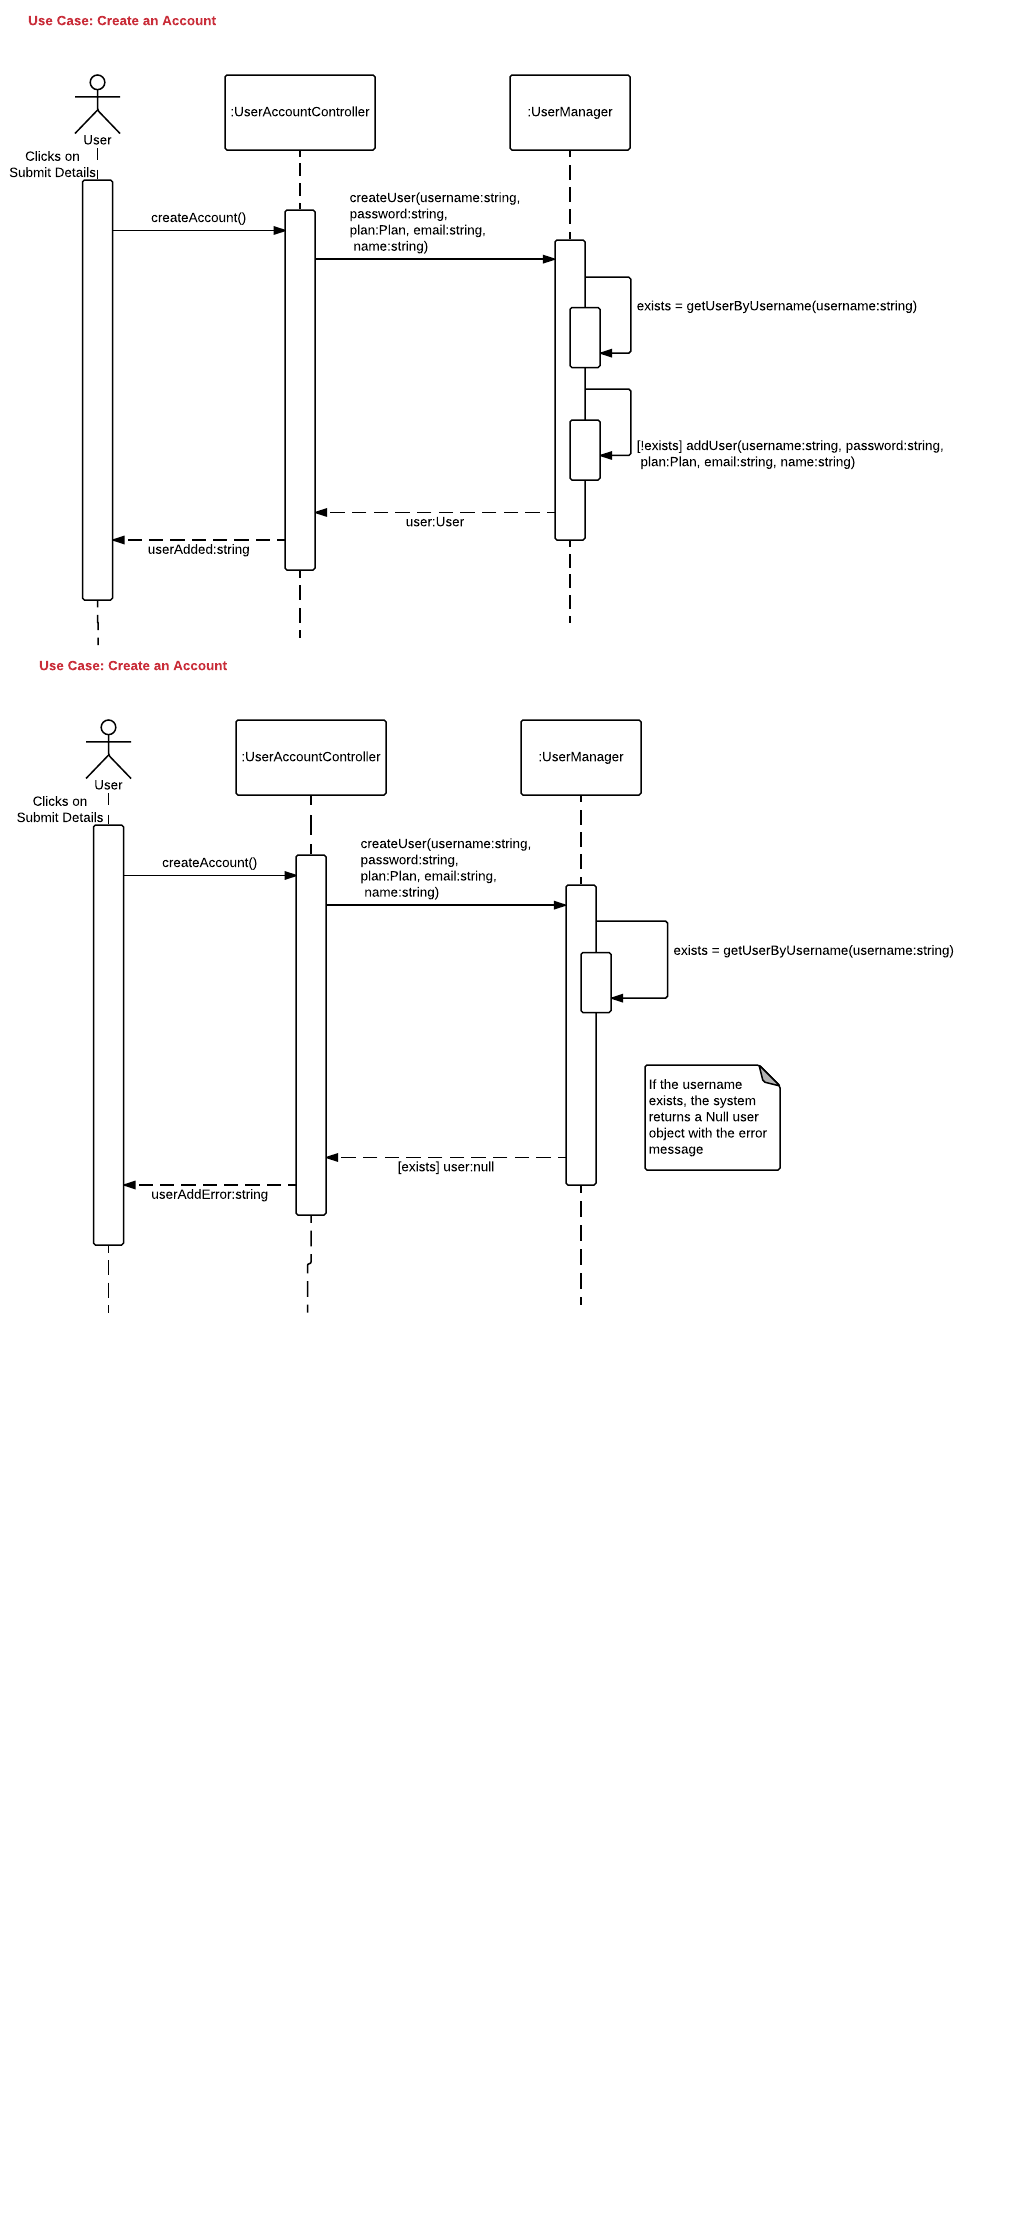 Use Case: Create an Account
:UserAccountController
:UserManager
User
Clicks on
Submit Details
createAccount()
createUser(username:string,
password:string,
plan:Plan, email:string,
name:string)
exists = getUserByUsername(username:string)
[!exists] addUser(username:string, password:string,
plan:Plan, email:string, name:string)
user:User
userAdded:string
Use Case: Create an Account
:UserAccountController
:UserManager
User
Clicks on
Submit Details
createAccount()
createUser(username:string,
password:string,
plan:Plan, email:string,
name:string)
exists = getUserByUsername(username:string)
If the username
exists, the system
returns a Null user
object with the error
message
[exists] user:null
userAddError:string